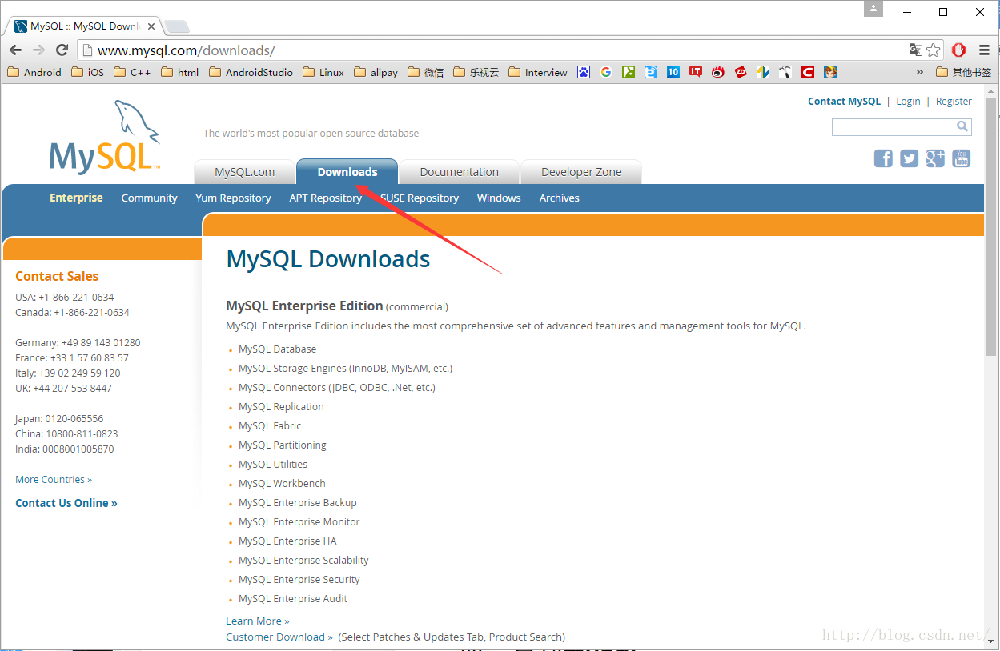 MySQL :: MySQL Downl
www.mysql.com/downloads/
Android iOS C++ html AndroidStudio Linux alipay 微信 乐视云 Interview 10 IT ZD C » 其他书签
Contact MySQL | Login | Register
MySQL™
The world's most popular open source database
You Tube
MySQL.com Downloads Documentation Developer Zone
Enterprise Community Yum Repository APT Repository SUSE Repository Windows Archives
Contact Sales
USA: +1-866-221-0634
Canada: +1-866-221-0634
Germany: +49 89 143 01280
France: +33 1 57 60 83 57
Italy: +39 02 249 59 120
UK: +44 207 553 8447
Japan: 0120-065556
China: 10800-811-0823
India: 0008001005870
More Countries »
Contact Us Online »
MySQL Downloads
MySQL Enterprise Edition (commercial)
MySQL Enterprise Edition includes the most comprehensive set of advanced features and management tools for MySQL.
MySQL Database
MySQL Storage Engines (InnoDB, MyISAM, etc.)
MySQL Connectors (JDBC, ODBC, .Net, etc.)
MySQL Replication
MySQL Fabric
MySQL Partitioning
MySQL Utilities
MySQL Workbench
MySQL Enterprise Backup
MySQL Enterprise Monitor
MySQL Enterprise HA
MySQL Enterprise Scalability
MySQL Enterprise Security
MySQL Enterprise Audit
Learn More »
Customer Download » (Select Patches & Updates Tab, Product Search)
http://blog.csdn.net/